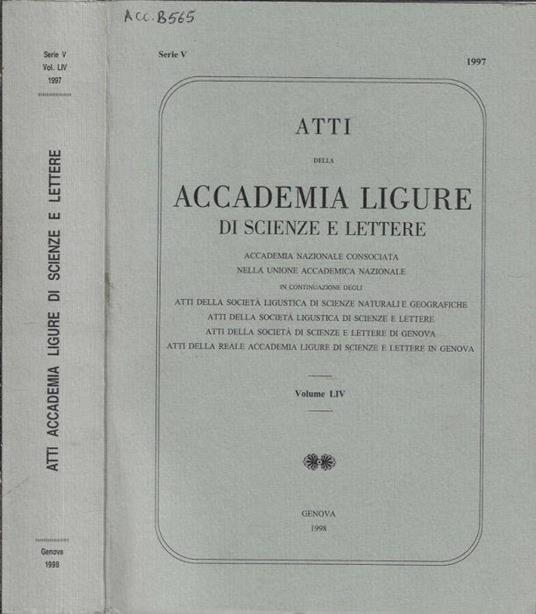 Acc. B565
Serie V
Vol. LIV
1997
ATTI ACCADEMIA LIGURE DI SCIENZE E LETTERE
Genova
1998
Serie V
1997
ATTI
DELLA
ACCADEMIA LIGURE
DI SCIENZE E LETTERE
ACCADEMIA NAZIONALE CONSOCIATA
NELLA UNIONE ACCADEMICA NAZIONALE
IN CONTINUAZIONE DEGLI
ATTI DELLA SOCIETÀ LIGUSTICA DI SCIENZE NATURALI E GEOGRAFICHE
ATTI DELLA SOCIETÀ LIGUSTICA DI SCIENZE E LETTERE
ATTI DELLA SOCIETÀ DI SCIENZE E LETTERE DI GENOVA
ATTI DELLA REALE ACCADEMIA LIGURE DI SCIENZE E LETTERE IN GENOVA
Volume LIV
GENOVA
1998